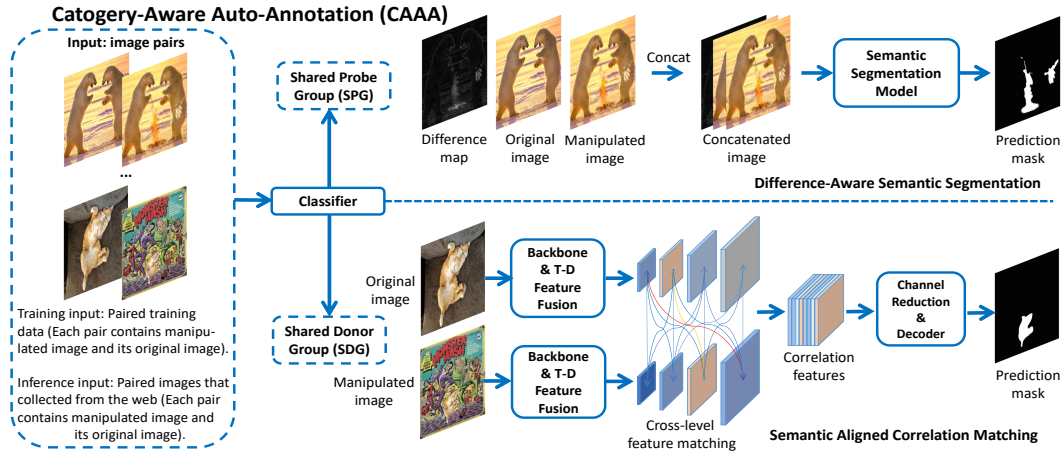 Catogery-Aware Auto-Annotation (CAAA)
Input: image pairs
...
Training input: Paired training
data (Each pair contains manipu-
lated image and its original image).
Inference input: Paired images that
collected from the web (Each pair
contains manipulated image and
its original image).
Shared Probe
Group (SPG)
Classifier
Shared Donor
Group (SDG)
Difference
map
Original
image
Manipulated
image
Concat
Concatenated
image
Semantic
Segmentation
Model
Prediction
mask
Difference-Aware Semantic Segmentation
Original
image
Manipulated
image
Backbone
& T-D
Feature
Fusion
Backbone
& T-D
Feature
Fusion
Cross-level
feature matching
Correlation
features
Channel
Reduction
&
Decoder
Prediction
mask
Semantic Aligned Correlation Matching